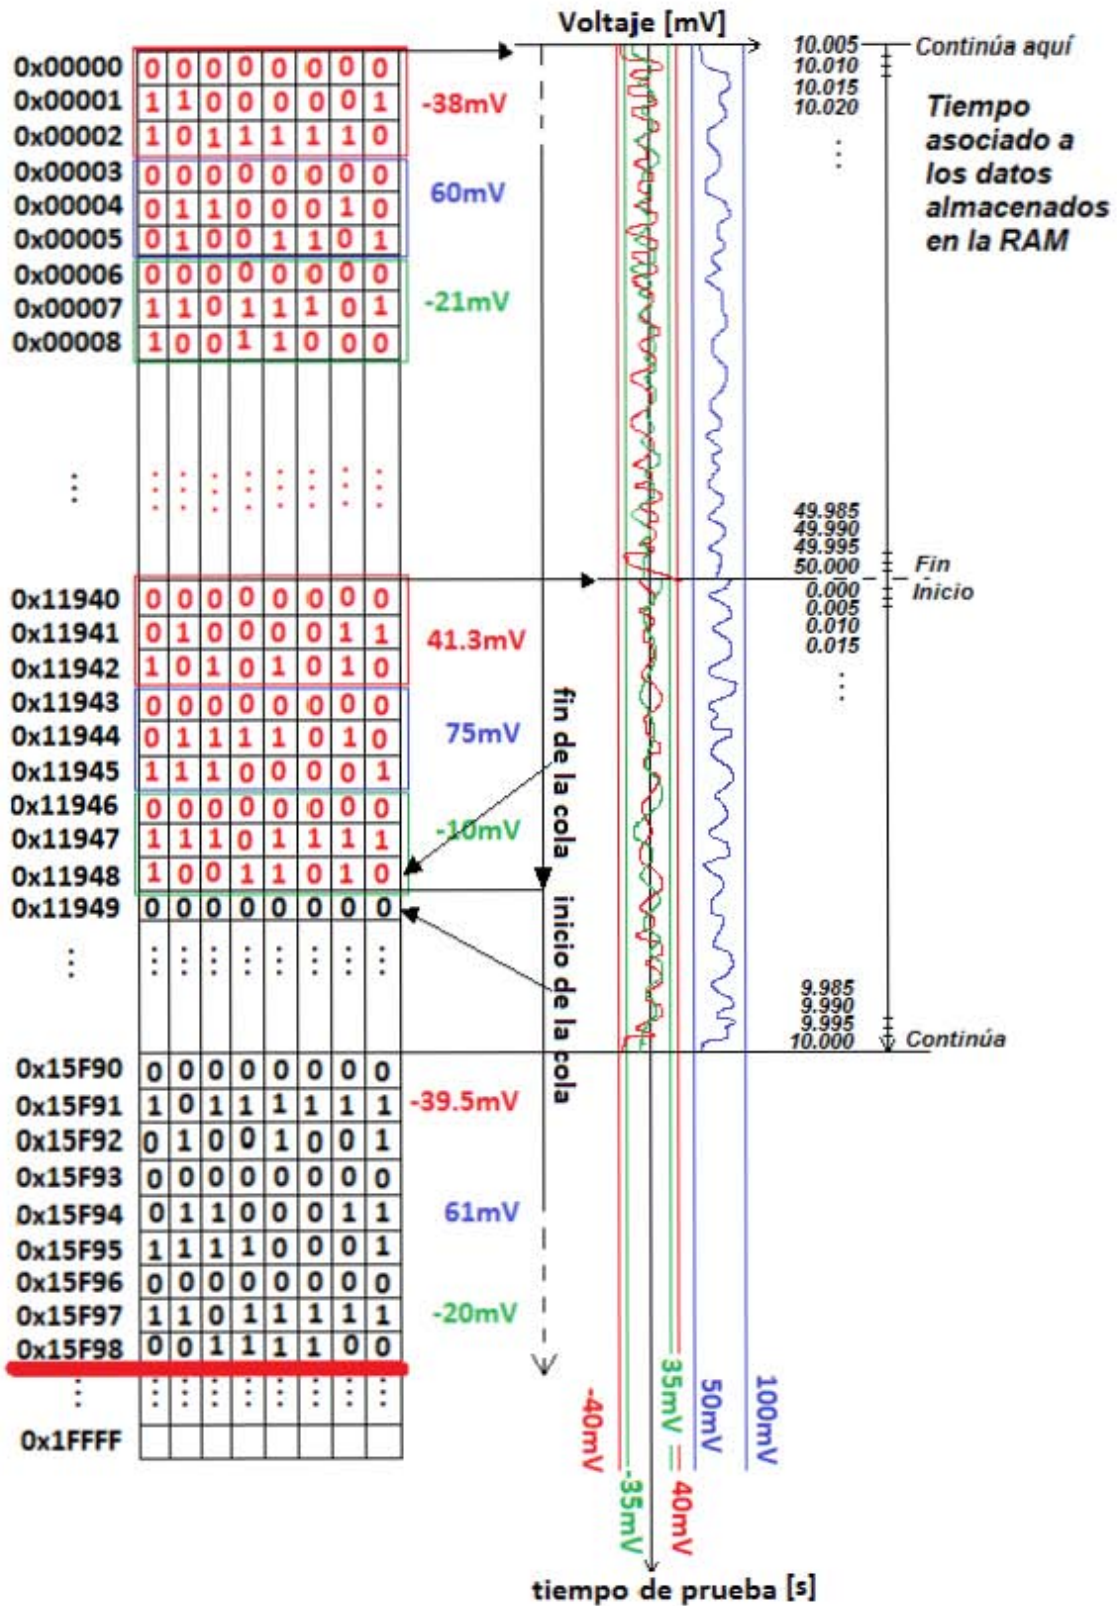 Voltaje [mV]
0x00000 0 0 0 0 0 0 0 0
0x00001 1 1 0 0 0 0 0 1
0x00002 1 0 1 1 1 1 1 0
-38mV
0x00003 0 0 0 0 0 0 0 0
0x00004 0 1 1 0 0 0 1 0
0x00005 0 1 0 0 1 1 0 1
60mV
0x00006 0 0 0 0 0 0 0 0
0x00007 1 1 0 1 1 1 0 1
0x00008 1 0 0 1 1 0 0 0
-21mV
...
0x11940 0 0 0 0 0 0 0 0
0x11941 0 1 0 0 0 0 1 1
0x11942 1 0 1 0 1 0 1 0
41.3mV
0x11943 0 0 0 0 0 0 0 0
0x11944 0 1 1 1 1 0 1 0
0x11945 1 1 1 0 0 0 0 1
75mV
0x11946 0 0 0 0 0 0 0 0
0x11947 1 1 1 0 1 1 1 1
0x11948 1 0 0 1 1 0 1 0
-10mV
0x11949 0 0 0 0 0 0 0 0
...
0x15F90 0 0 0 0 0 0 0 0
0x15F91 1 0 1 1 1 1 1 1
0x15F92 0 1 0 0 1 0 0 1
-39.5mV
0x15F93 0 0 0 0 0 0 0 0
0x15F94 0 1 1 0 0 0 1 1
0x15F95 1 1 1 1 0 0 0 1
61mV
0x15F96 0 0 0 0 0 0 0 0
0x15F97 1 1 0 1 1 1 1 1
0x15F98 0 0 1 1 1 1 0 0
-20mV
...
0x1FFFF
fin de la cola
inicio de la cola
10.005
10.010
10.015
10.020
...
Continúa aquí
Tiempo
asociado a
los datos
almacenados
en la RAM
49.985
49.990
49.995
50.000
Fin
Inicio
0.000
0.005
0.010
0.015
...
9.985
9.990
9.995
10.000
Continúa
-40mV
-35mV
35mV
40mV
50mV
100mV
tiempo de prueba [s]